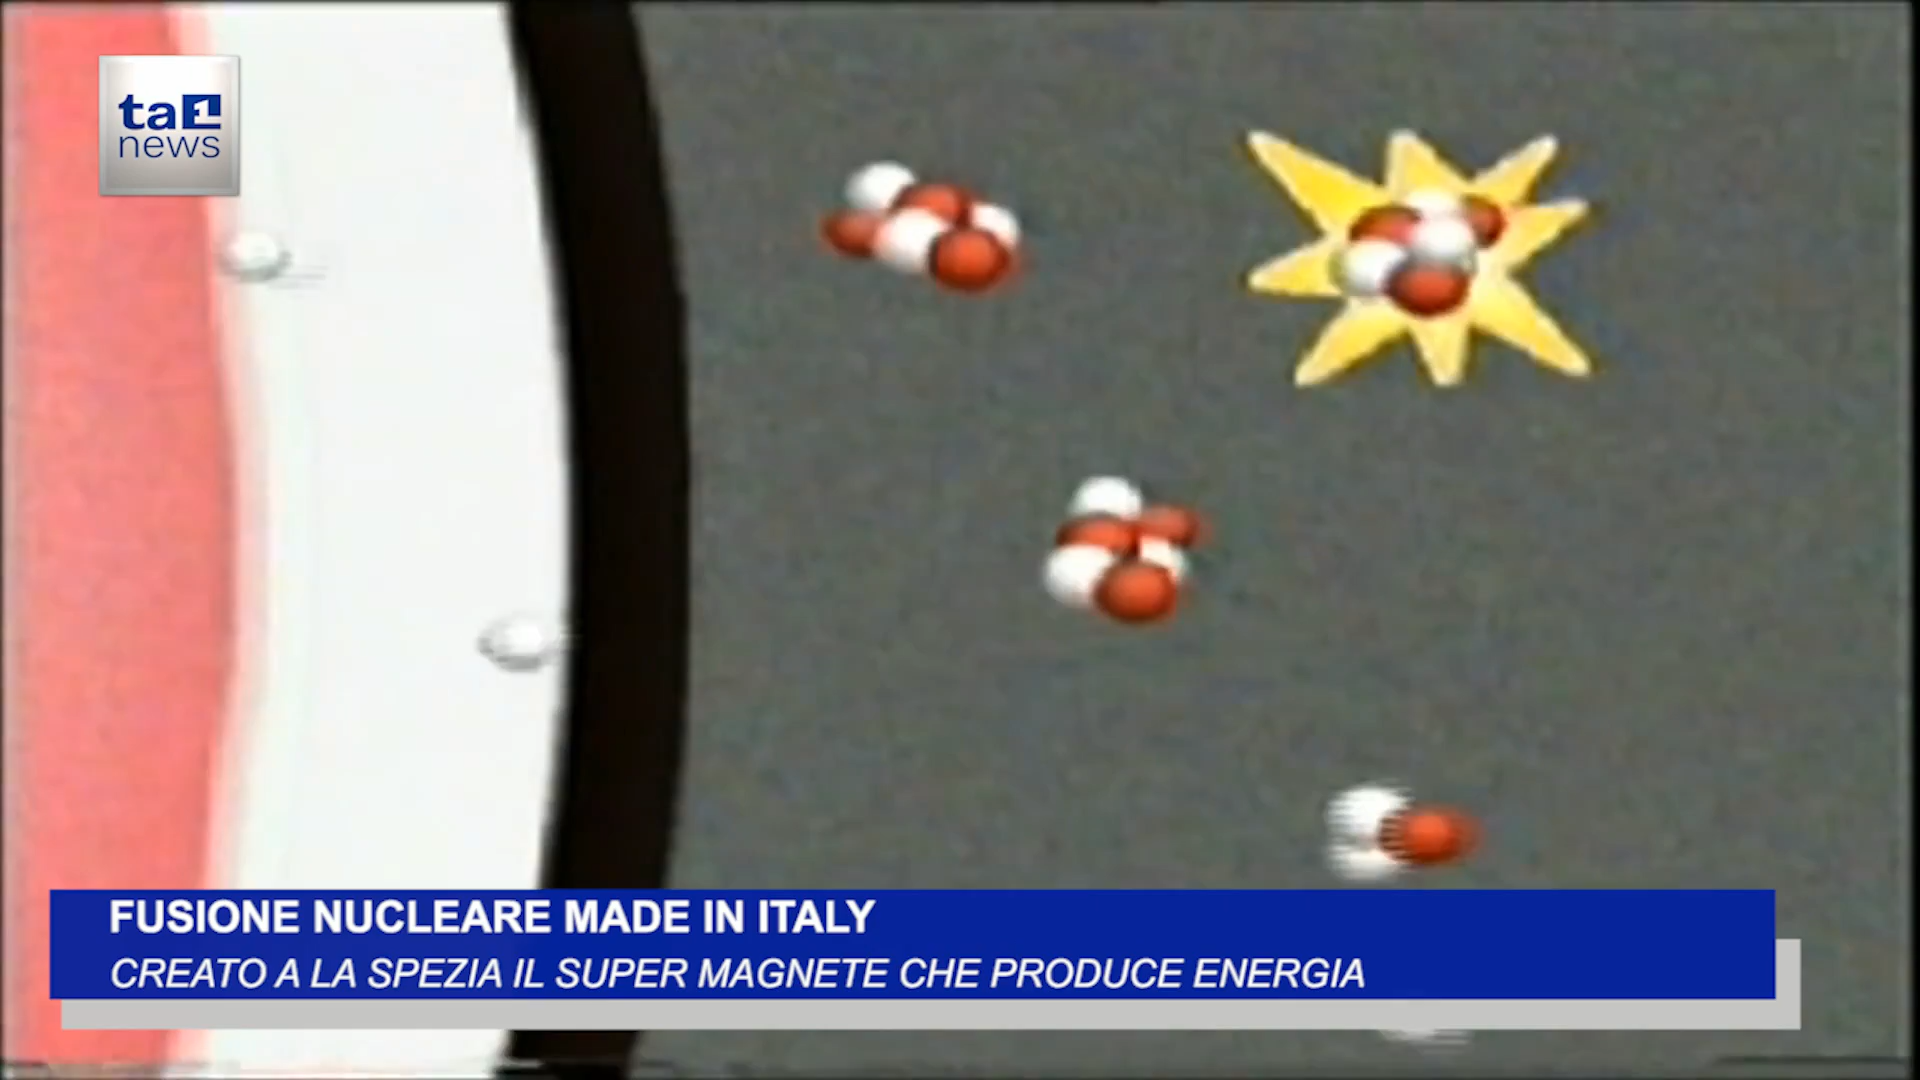 ta1
news
FUSIONE NUCLEARE MADE IN ITALY
CREATO A LA SPEZIA IL SUPER MAGNETE CHE PRODUCE ENERGIA